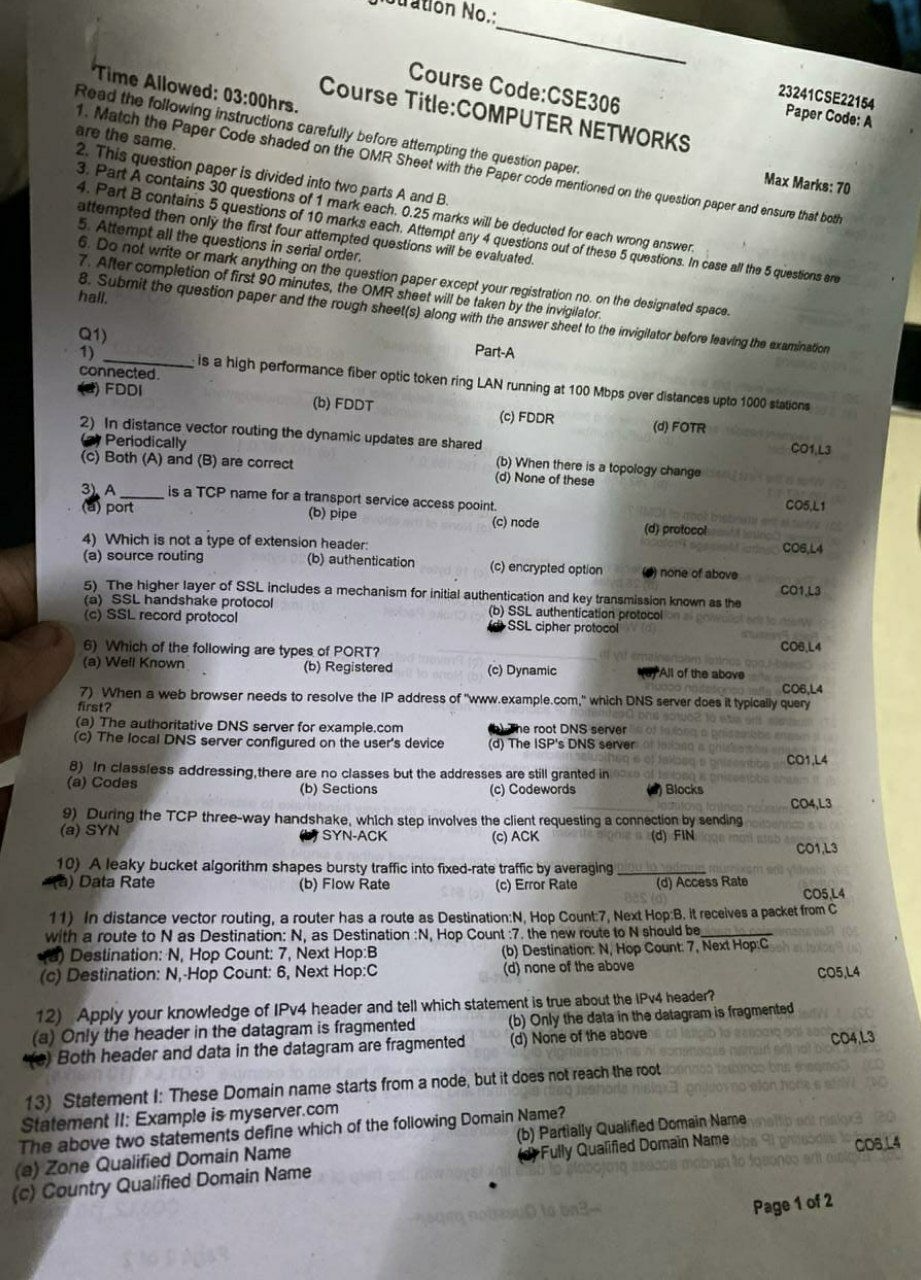 ration No.:
Course Code:CSE306
Course Title:COMPUTER NETWORKS
23241CSE22154
Paper Code: A
Time Allowed: 03:00hrs.
Max Marks: 70
Read the following instructions carefully before attempting the question paper.
1. Match the Paper Code shaded on the OMR Sheet with the Paper code mentioned on the question paper and ensure that both
are the same.
2. This question paper is divided into two parts A and B.
3. Part A contains 30 questions of 1 mark each. 0.25 marks will be deducted for each wrong answer.
4. Part B contains 5 questions of 10 marks each. Attempt any 4 questions out of these 5 questions. In case all the 5 questions are
attempted then only the first four attempted questions will be evaluated.
5. Attempt all the questions in serial order.
6. Do not write or mark anything on the question paper except your registration no. on the designated space.
7. After completion of first 90 minutes, the OMR sheet will be taken by the invigilator.
8. Submit the question paper and the rough sheet(s) along with the answer sheet to the invigilator before leaving the examination
hall.
Part-A
Q1)
1) __________ is a high performance fiber optic token ring LAN running at 100 Mbps over distances upto 1000 stations
connected.
) FDDI (b) FDDT (c) FDDR (d) FOTR
CO1,L3
2) In distance vector routing the dynamic updates are shared
(a) Periodically (b) When there is a topology change
(c) Both (A) and (B) are correct (d) None of these
CO5,L1
3) A _____ is a TCP name for a transport service access pooint.
(a) port (b) pipe (c) node (d) protocol
CO6,L4
4) Which is not a type of extension header:
(a) source routing (b) authentication (c) encrypted option ) none of above
CO1,L3
5) The higher layer of SSL includes a mechanism for initial authentication and key transmission known as the
(a) SSL handshake protocol (b) SSL authentication protocol
(c) SSL record protocol SSL cipher protocol
CO6,L4
6) Which of the following are types of PORT?
(a) Well Known (b) Registered (c) Dynamic All of the above
CO6,L4
7) When a web browser needs to resolve the IP address of "www.example.com," which DNS server does it typically query
first?
(a) The authoritative DNS server for example.com The root DNS server
(c) The local DNS server configured on the user's device (d) The ISP's DNS server
CO1,L4
8) In classless addressing,there are no classes but the addresses are still granted in
(a) Codes (b) Sections (c) Codewords ) Blocks
CO4,L3
9) During the TCP three-way handshake, which step involves the client requesting a connection by sending
(a) SYN SYN-ACK (c) ACK (d) FIN
CO1,L3
10) A leaky bucket algorithm shapes bursty traffic into fixed-rate traffic by averaging __________
(a) Data Rate (b) Flow Rate (c) Error Rate (d) Access Rate
CO5,L4
11) In distance vector routing, a router has a route as Destination:N, Hop Count:7, Next Hop:B. It receives a packet from C
with a route to N as Destination: N, as Destination :N, Hop Count :7. the new route to N should be________
) Destination: N, Hop Count: 7, Next Hop:B (b) Destination: N, Hop Count: 7, Next Hop:C
(c) Destination: N,-Hop Count: 6, Next Hop:C (d) none of the above
CO5,L4
12) Apply your knowledge of IPv4 header and tell which statement is true about the IPv4 header?
(a) Only the header in the datagram is fragmented (b) Only the data in the datagram is fragmented
(c) Both header and data in the datagram are fragmented (d) None of the above
CO4,L3
13) Statement I: These Domain name starts from a node, but it does not reach the root
Statement II: Example is myserver.com
The above two statements define which of the following Domain Name?
(a) Zone Qualified Domain Name (b) Partially Qualified Domain Name
(c) Country Qualified Domain Name Fully Qualified Domain Name
CO6,L4
Page 1 of 2